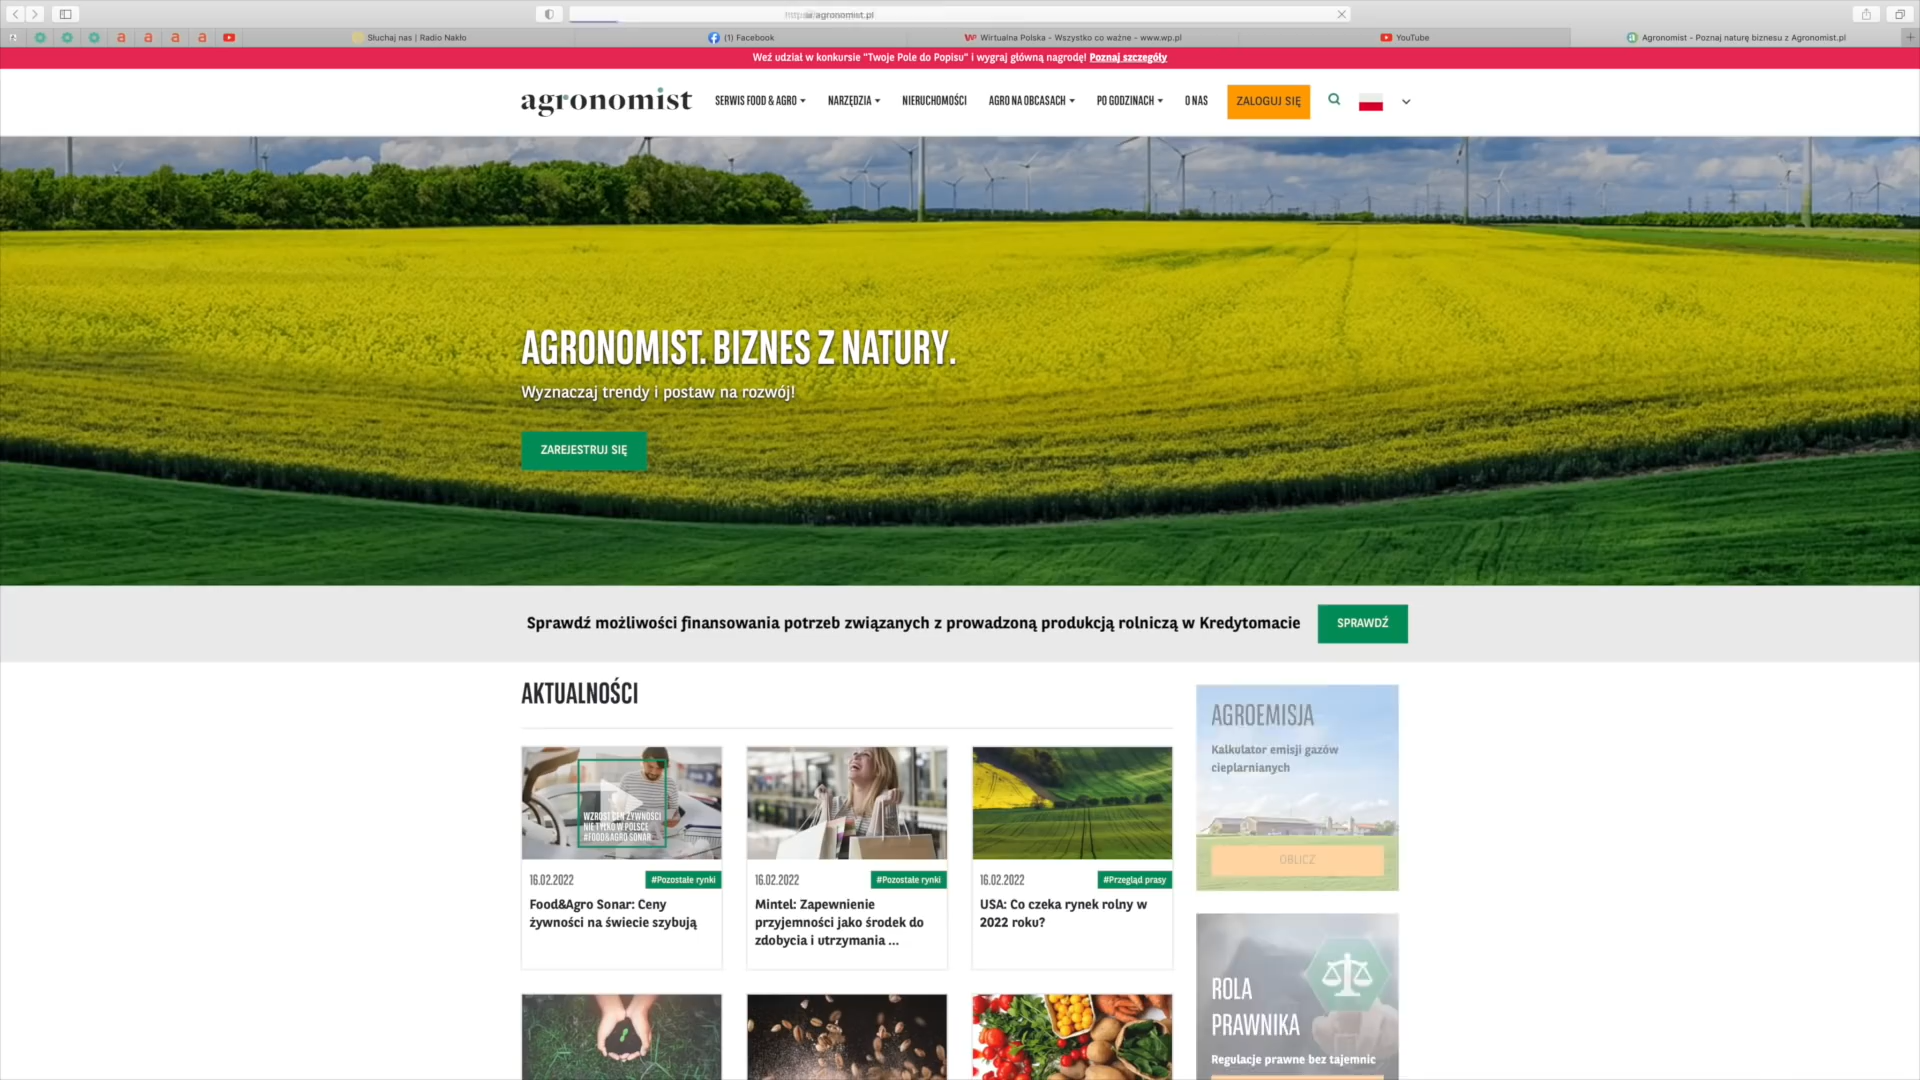 agronomist.pl
Słuchaj nas | Radio Nakło
(1) Facebook
Wirtualna Polska - Wszystko co ważne - www.wp.pl
YouTube
Agronomist - Poznaj naturę biznesu z Agronomist.pl
Weź udział w konkursie "Twoje Pole do Popisu" i wygraj główną nagrodę! Poznaj szczegóły
agronomist
SERWIS FOOD & AGRO
NARZĘDZIA
NIERUCHOMOŚCI
AGRO NA OBCASACH
PO GODZINACH
O NAS
ZALOGUJ SIĘ
AGRONOMIST. BIZNES Z NATURY.
Wyznaczaj trendy i postaw na rozwój!
ZAREJESTRUJ SIĘ
Sprawdź możliwości finansowania potrzeb związanych z prowadzoną produkcją rolniczą w Kredytomacie
SPRAWDŹ
AKTUALNOŚCI
WZROST CEN ŻYWNOŚCI
NIE TYLKO W POLSCE
#FOOD&AGRO SONAR
16.02.2022
#Pozostałe rynki
Food&Agro Sonar: Ceny
żywności na świecie szybują
16.02.2022
#Pozostałe rynki
Mintel: Zapewnienie
przyjemności jako środek do
zdobycia i utrzymania ...
16.02.2022
#Przegląd prasy
USA: Co czeka rynek rolny w
2022 roku?
AGROEMISJA
Kalkulator emisji gazów
cieplarnianych
OBLICZ
ROLA
PRAWNIKA
Regulacje prawne bez tajemnic